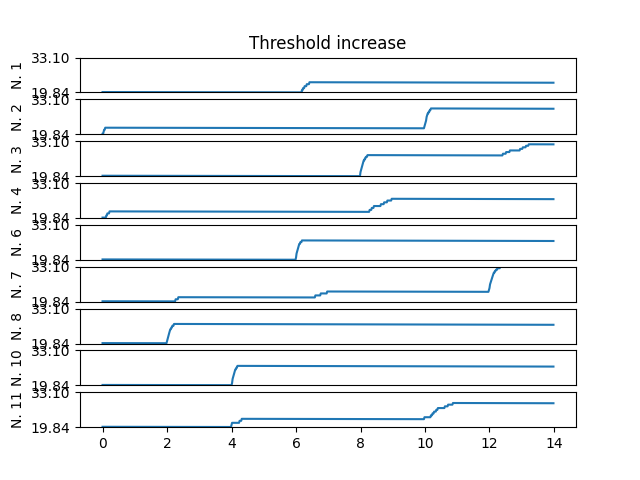 Threshold increase
33.10
N. 1
19.84
33.10
N. 2
19.84
33.10
N. 3
19.84
33.10
N. 4
19.84
33.10
N. 6
19.84
33.10
N. 7
19.84
33.10
N. 8
19.84
33.10
N. 10
19.84
33.10
N. 11
19.84
0 2 4 6 8 10 12 14